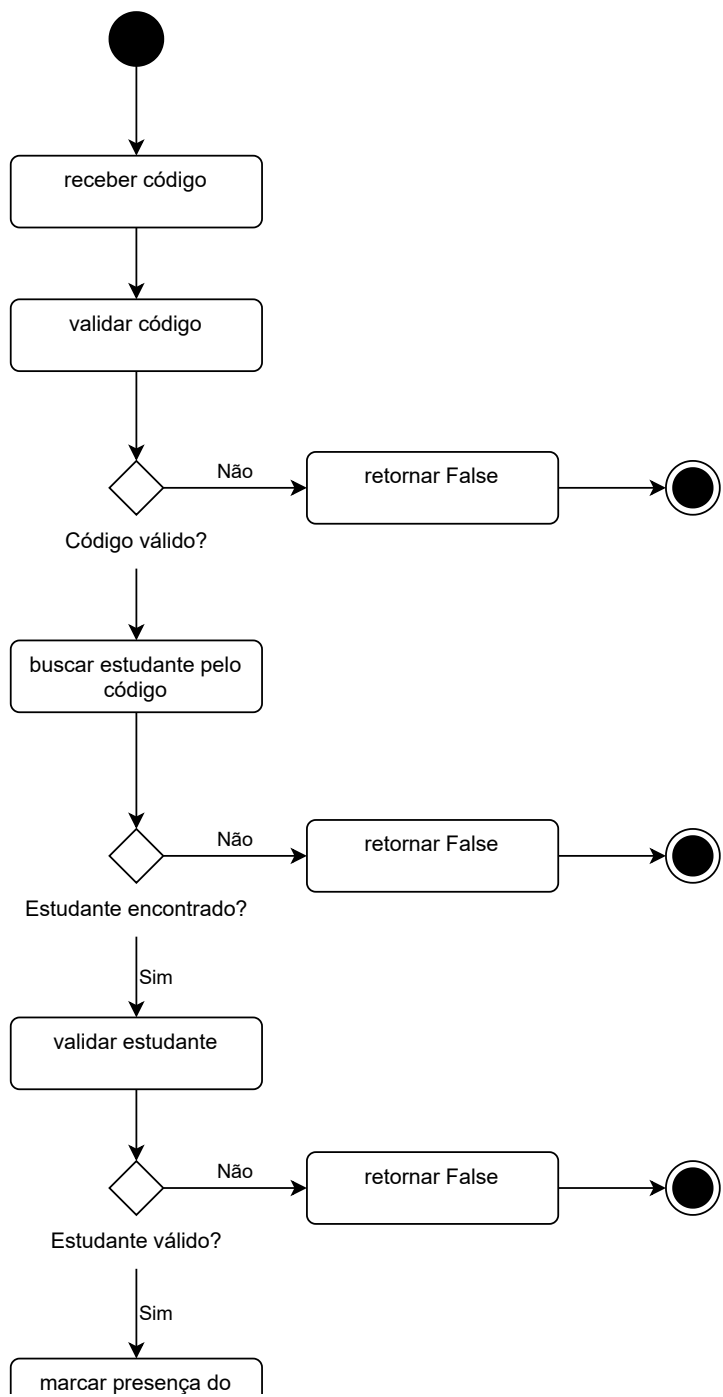 receber código
validar código
Não
retornar False
Código válido?
buscar estudante pelo
código
Não
retornar False
Estudante encontrado?
Sim
validar estudante
Não
retornar False
Estudante válido?
Sim
marcar presença do